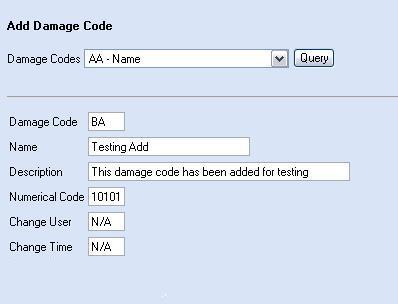 Add Damage Code
Damage Codes AA - Name Query
Damage Code BA
Name Testing Add
Description This damage code has been added for testing
Numerical Code 10101
Change User N/A
Change Time N/A